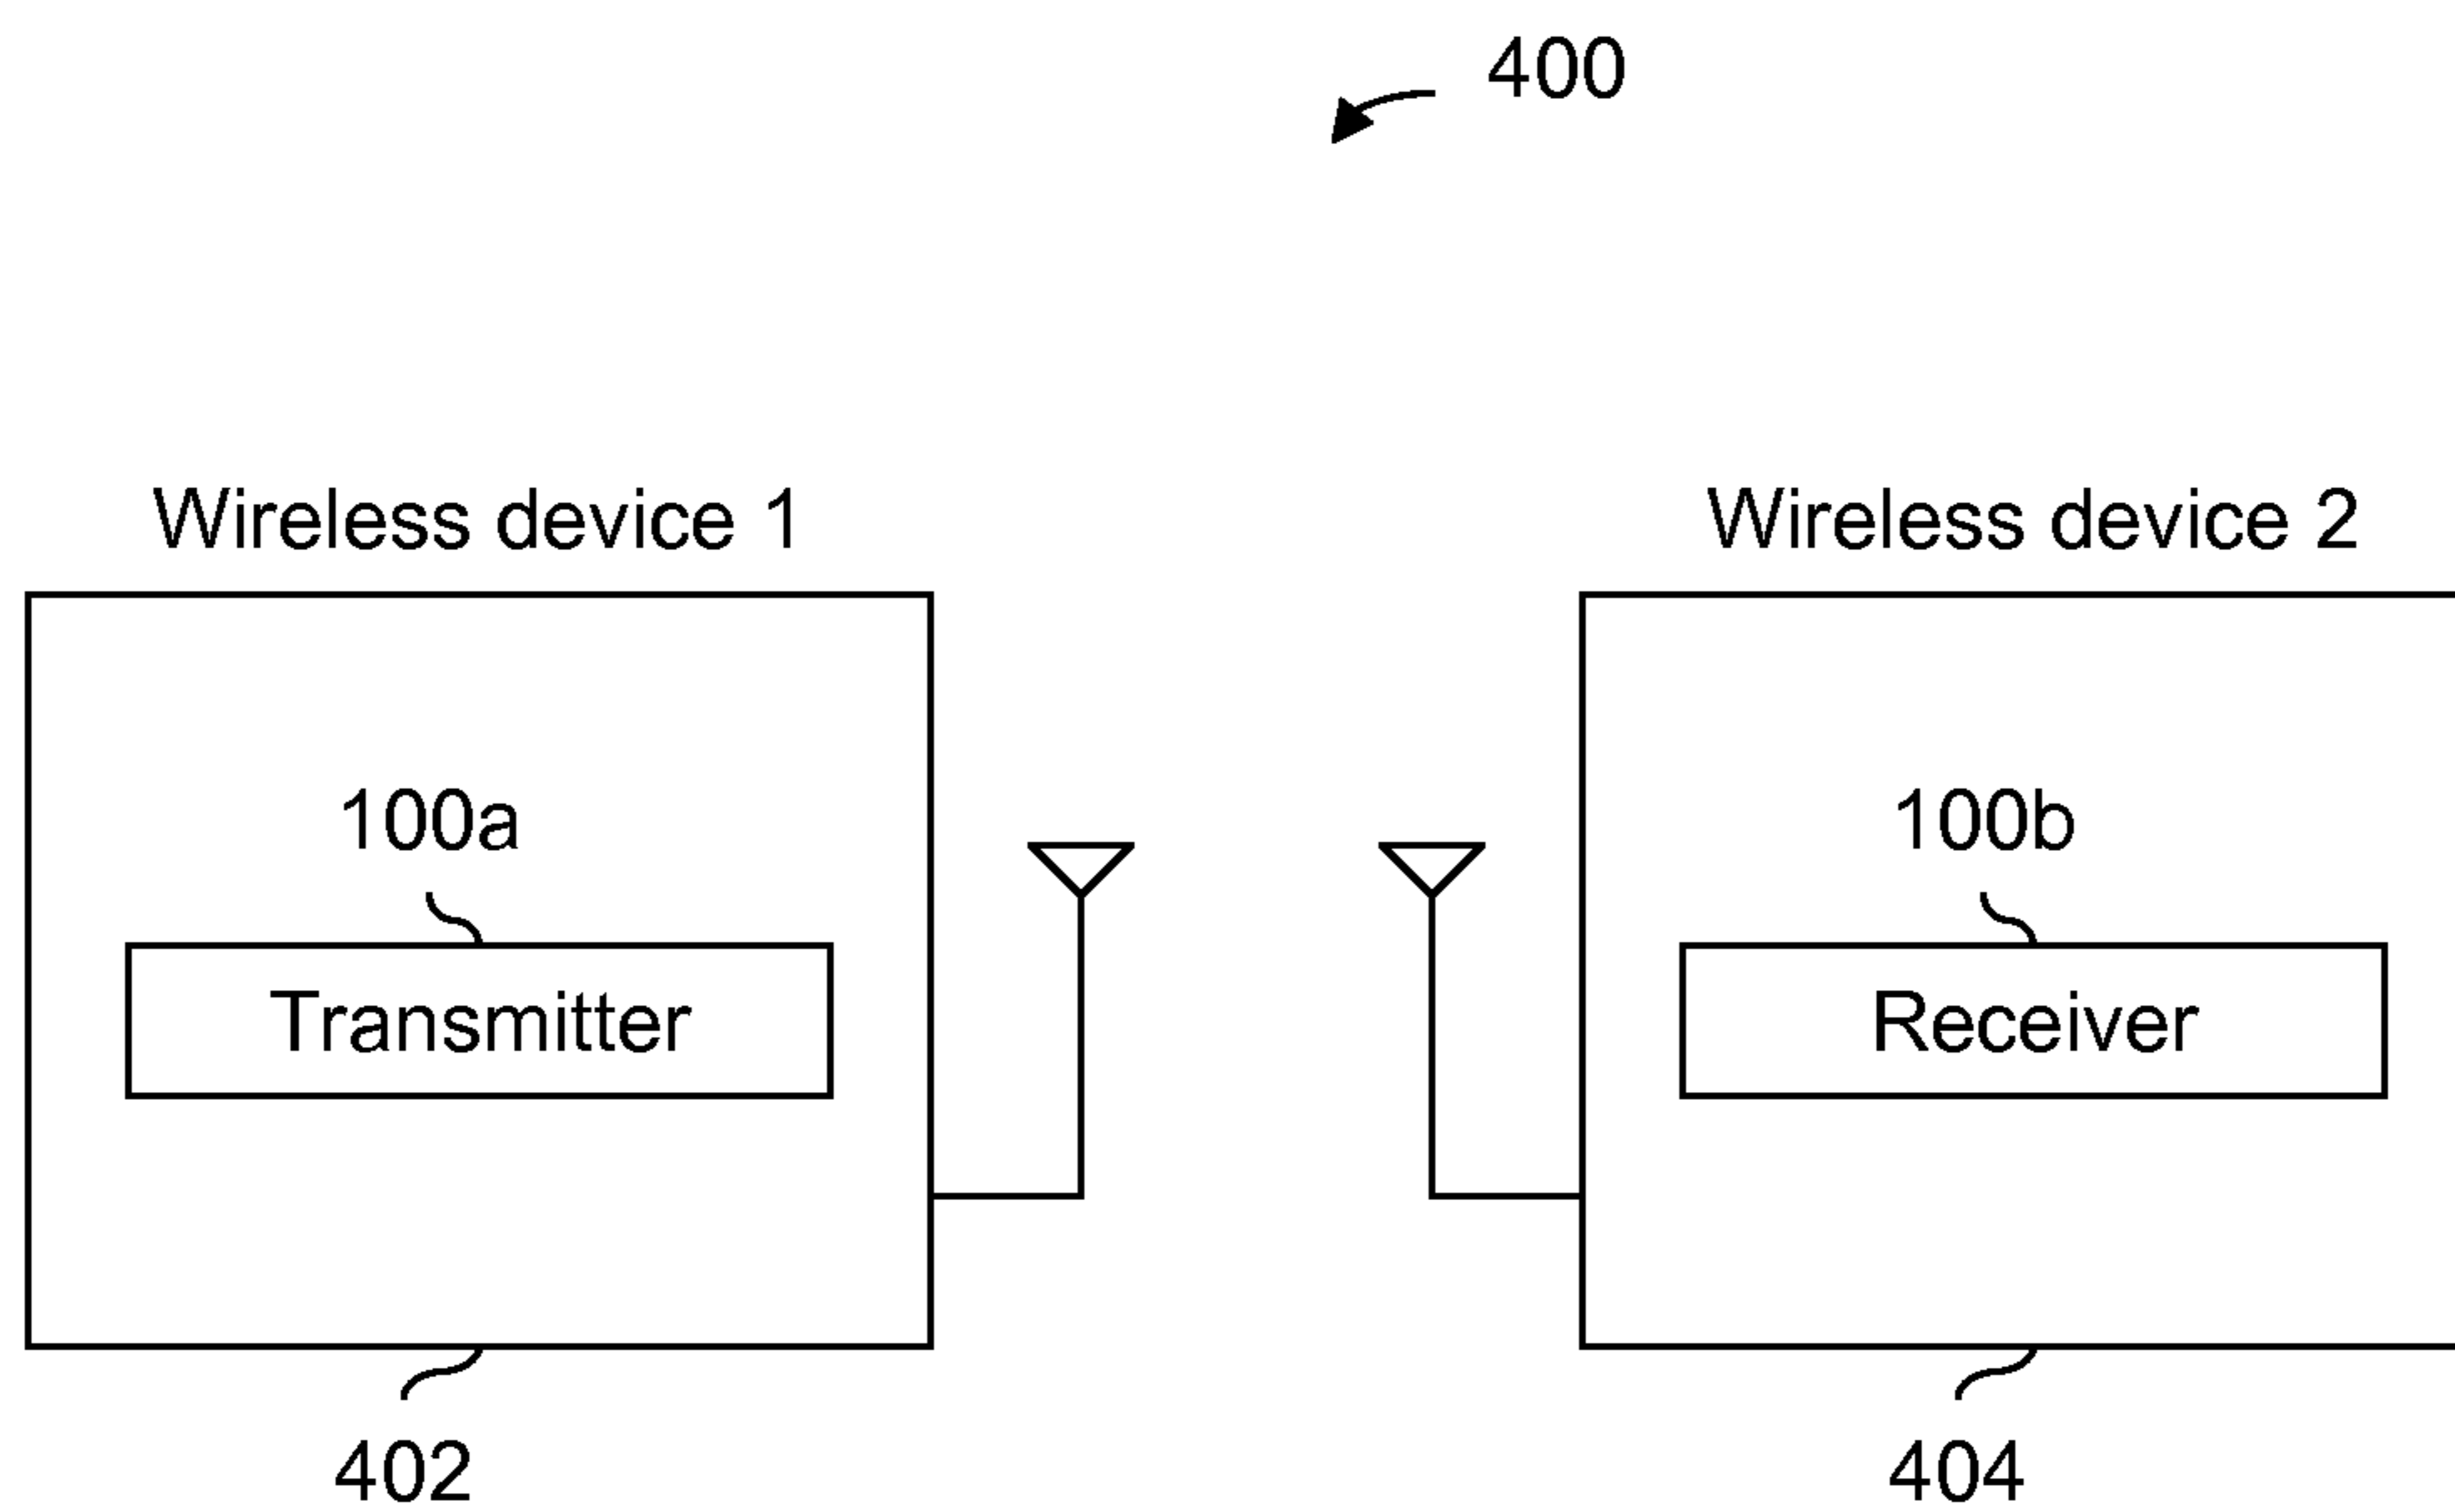 400
Wireless device 1
Wireless device 2
100a
100b
Transmitter
Receiver
402
404